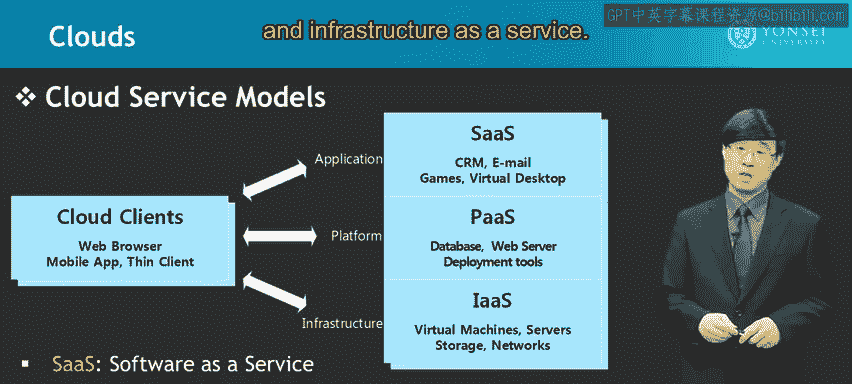 Clouds
and infrastructure as a service.
GPT中英字幕课程资源@bilibili.com
YONSEI
UNIVERSITY
❖ Cloud Service Models
Cloud Clients
Web Browser
Mobile App, Thin Client
Application
Platform
Infrastructure
SaaS
CRM, E-mail
Games, Virtual Desktop
PaaS
Database, Web Server
Deployment tools
IaaS
Virtual Machines, Servers
Storage, Networks
▪ SaaS: Software as a Service